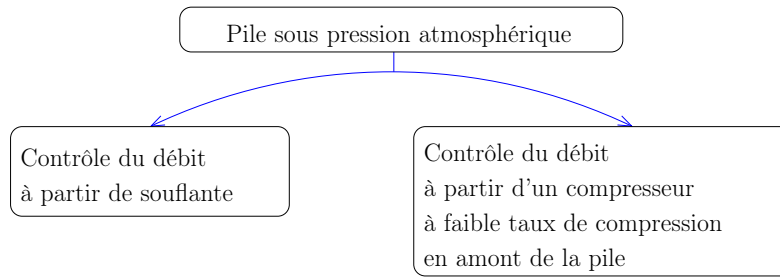 Pile sous pression atmosphérique
Contrôle du débit
à partir de souflante
Contrôle du débit
à partir d'un compresseur
à faible taux de compression
en amont de la pile